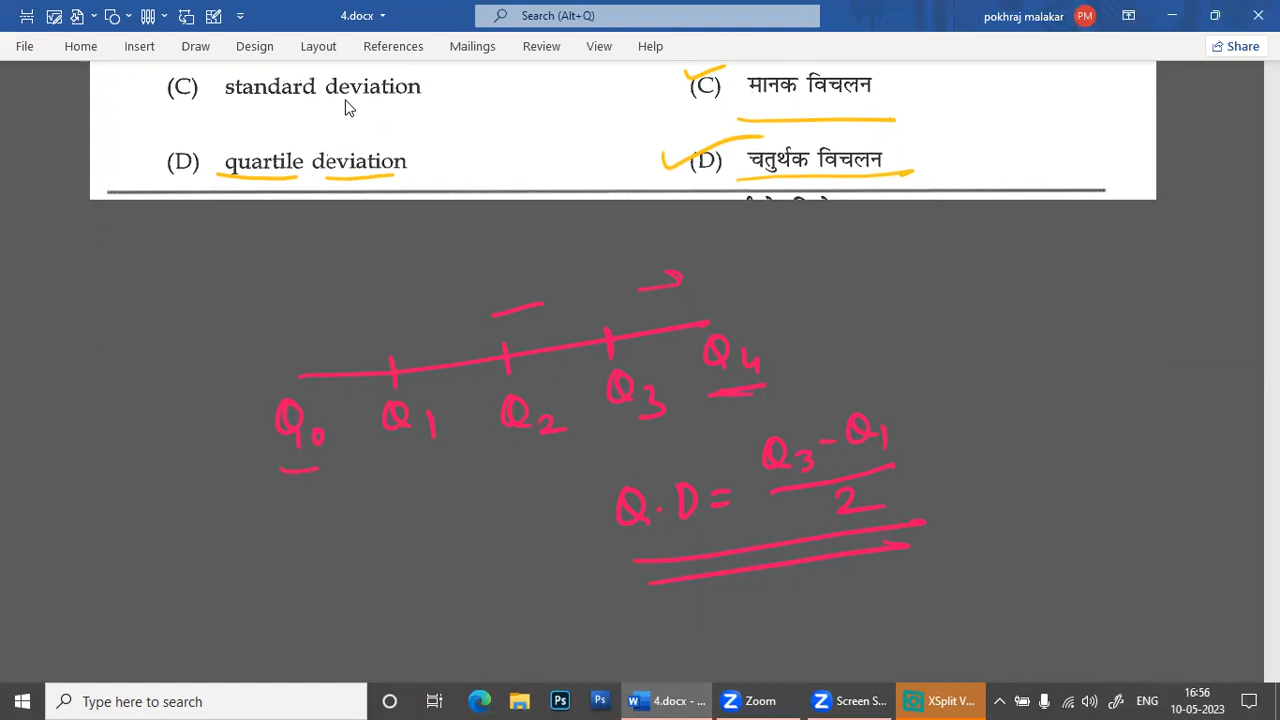 4.docx
Search (Alt+Q)
pokhraj malakar PM
File Home Insert Draw Design Layout References Mailings Review View Help Share
(C) standard deviation (C) मानक विचलन
(D) quartile deviation (D) चतुर्थक विचलन
Q0 Q1 Q2 Q3 Q4
Q.D = Q3 - Q1 / 2
Type here to search
Ps Ps 4.docx - ... Zoom Screen S... XSplit V... ENG 16:56
10-05-2023